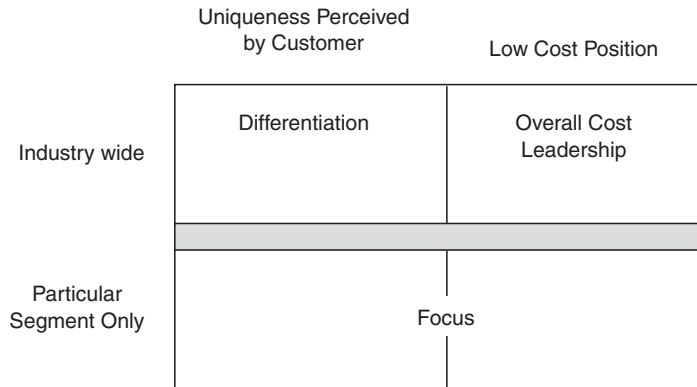 Uniqueness Perceived
by Customer
Low Cost Position
Differentiation
Overall Cost
Leadership
Industry wide
Particular
Segment Only
Focus